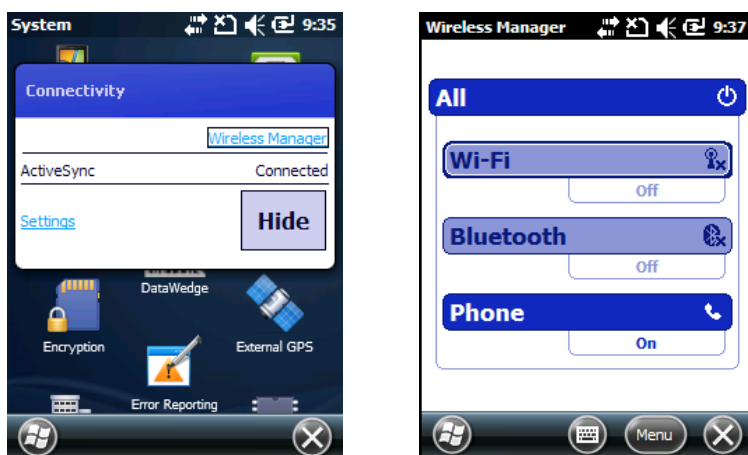 System 9:35
Connectivity
Wireless Manager
ActiveSync Connected
Settings Hide
DataWedge
Encryption External GPS
Error Reporting
Wireless Manager 9:37
All
Wi-Fi
Off
Bluetooth
Off
Phone
On
Menu